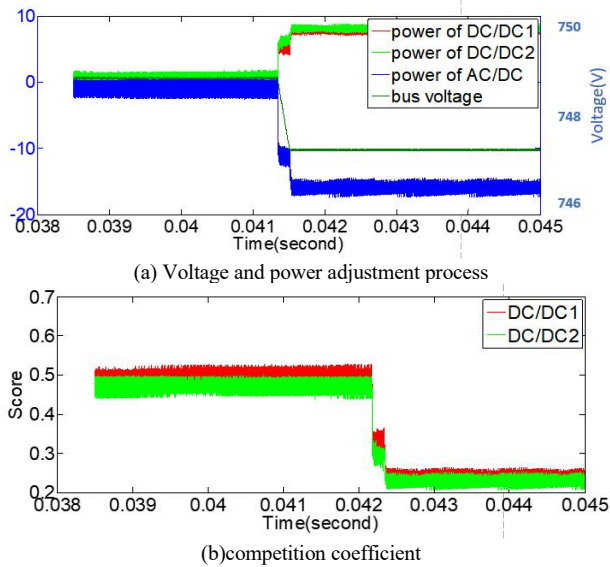 10
0
-10
-20
750
748
746
Voltage(V)
power of DC/DC1
power of DC/DC2
power of AC/DC
bus voltage
0.038 0.039 0.04 0.041 0.042 0.043 0.044 0.045
Time(second)
(a) Voltage and power adjustment process
0.7
0.6
0.5
0.4
0.3
0.2
Score
DC/DC1
DC/DC2
0.038 0.039 0.04 0.041 0.042 0.043 0.044 0.045
Time(second)
(b)competition coefficient